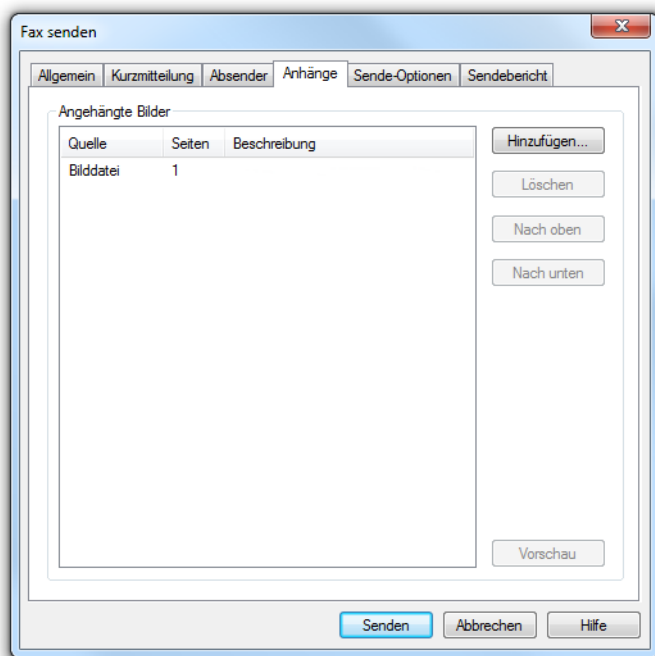 Fax senden
Allgemein Kurzmitteilung Absender Anhänge Sende-Optionen Sendebericht
Angehängte Bilder
Quelle Seiten Beschreibung
Bilddatei 1
Hinzufügen...
Löschen
Nach oben
Nach unten
Vorschau
Senden Abbrechen Hilfe